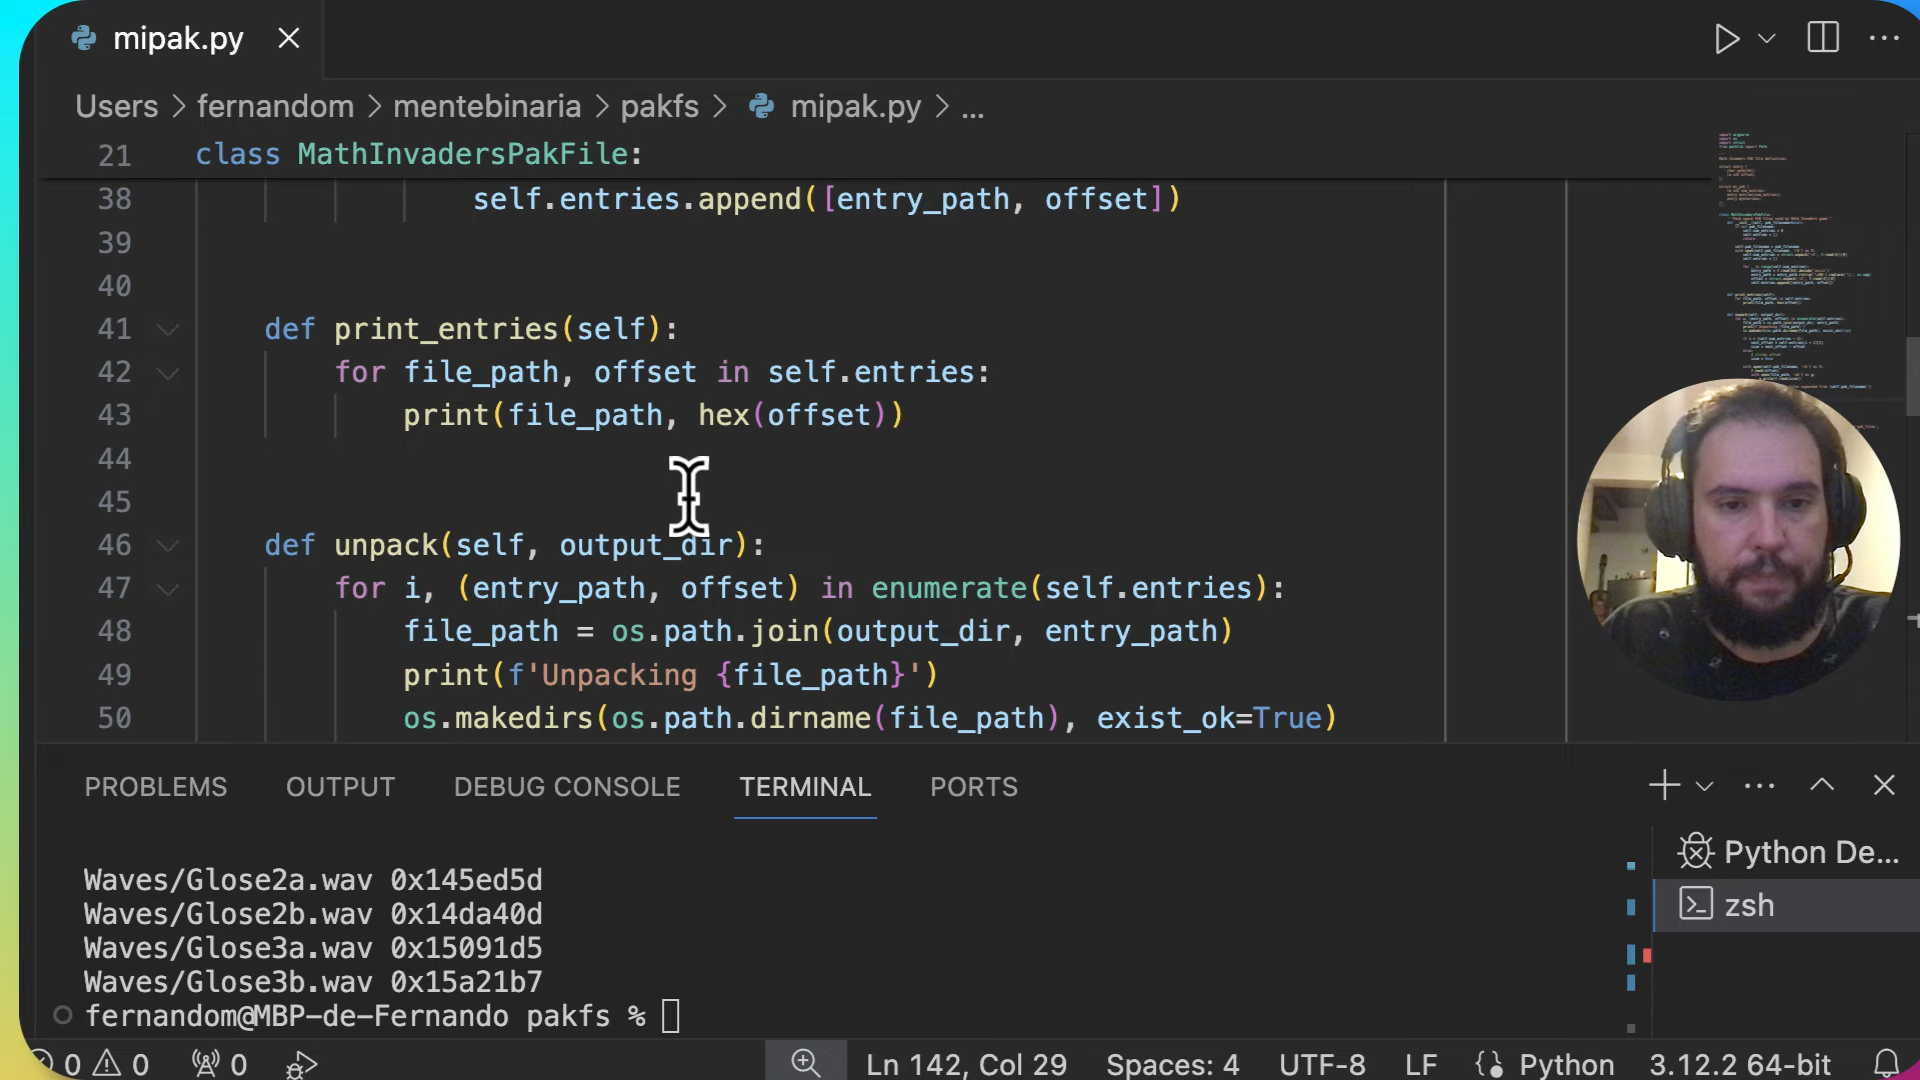 mipak.py
Users > fernandom > mentebinaria > pakfs > mipak.py > ...
21 class MathInvadersPakFile:
38 self.entries.append([entry_path, offset])
39
40
41 def print_entries(self):
42 for file_path, offset in self.entries:
43 print(file_path, hex(offset))
44
45
46 def unpack(self, output_dir):
47 for i, (entry_path, offset) in enumerate(self.entries):
48 file_path = os.path.join(output_dir, entry_path)
49 print(f'Unpacking {file_path}')
50 os.makedirs(os.path.dirname(file_path), exist_ok=True)
PROBLEMS OUTPUT DEBUG CONSOLE TERMINAL PORTS
Waves/Glose2a.wav 0x145ed5d
Waves/Glose2b.wav 0x14da40d
Waves/Glose3a.wav 0x15091d5
Waves/Glose3b.wav 0x15a21b7
fernandom@MBP-de-Fernando pakfs %
Python De...
zsh
0 0 0 Ln 142, Col 29 Spaces: 4 UTF-8 LF Python 3.12.2 64-bit